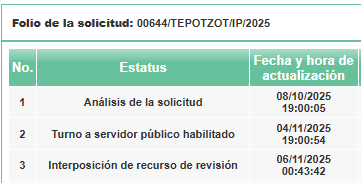 Folio de la solicitud: 00644/TEPOTZOT/IP/2025
No. Estatus Fecha y hora de
actualización
1 Análisis de la solicitud 08/10/2025
19:00:05
2 Turno a servidor público habilitado 04/11/2025
19:00:54
3 Interposición de recurso de revisión 06/11/2025
00:43:42